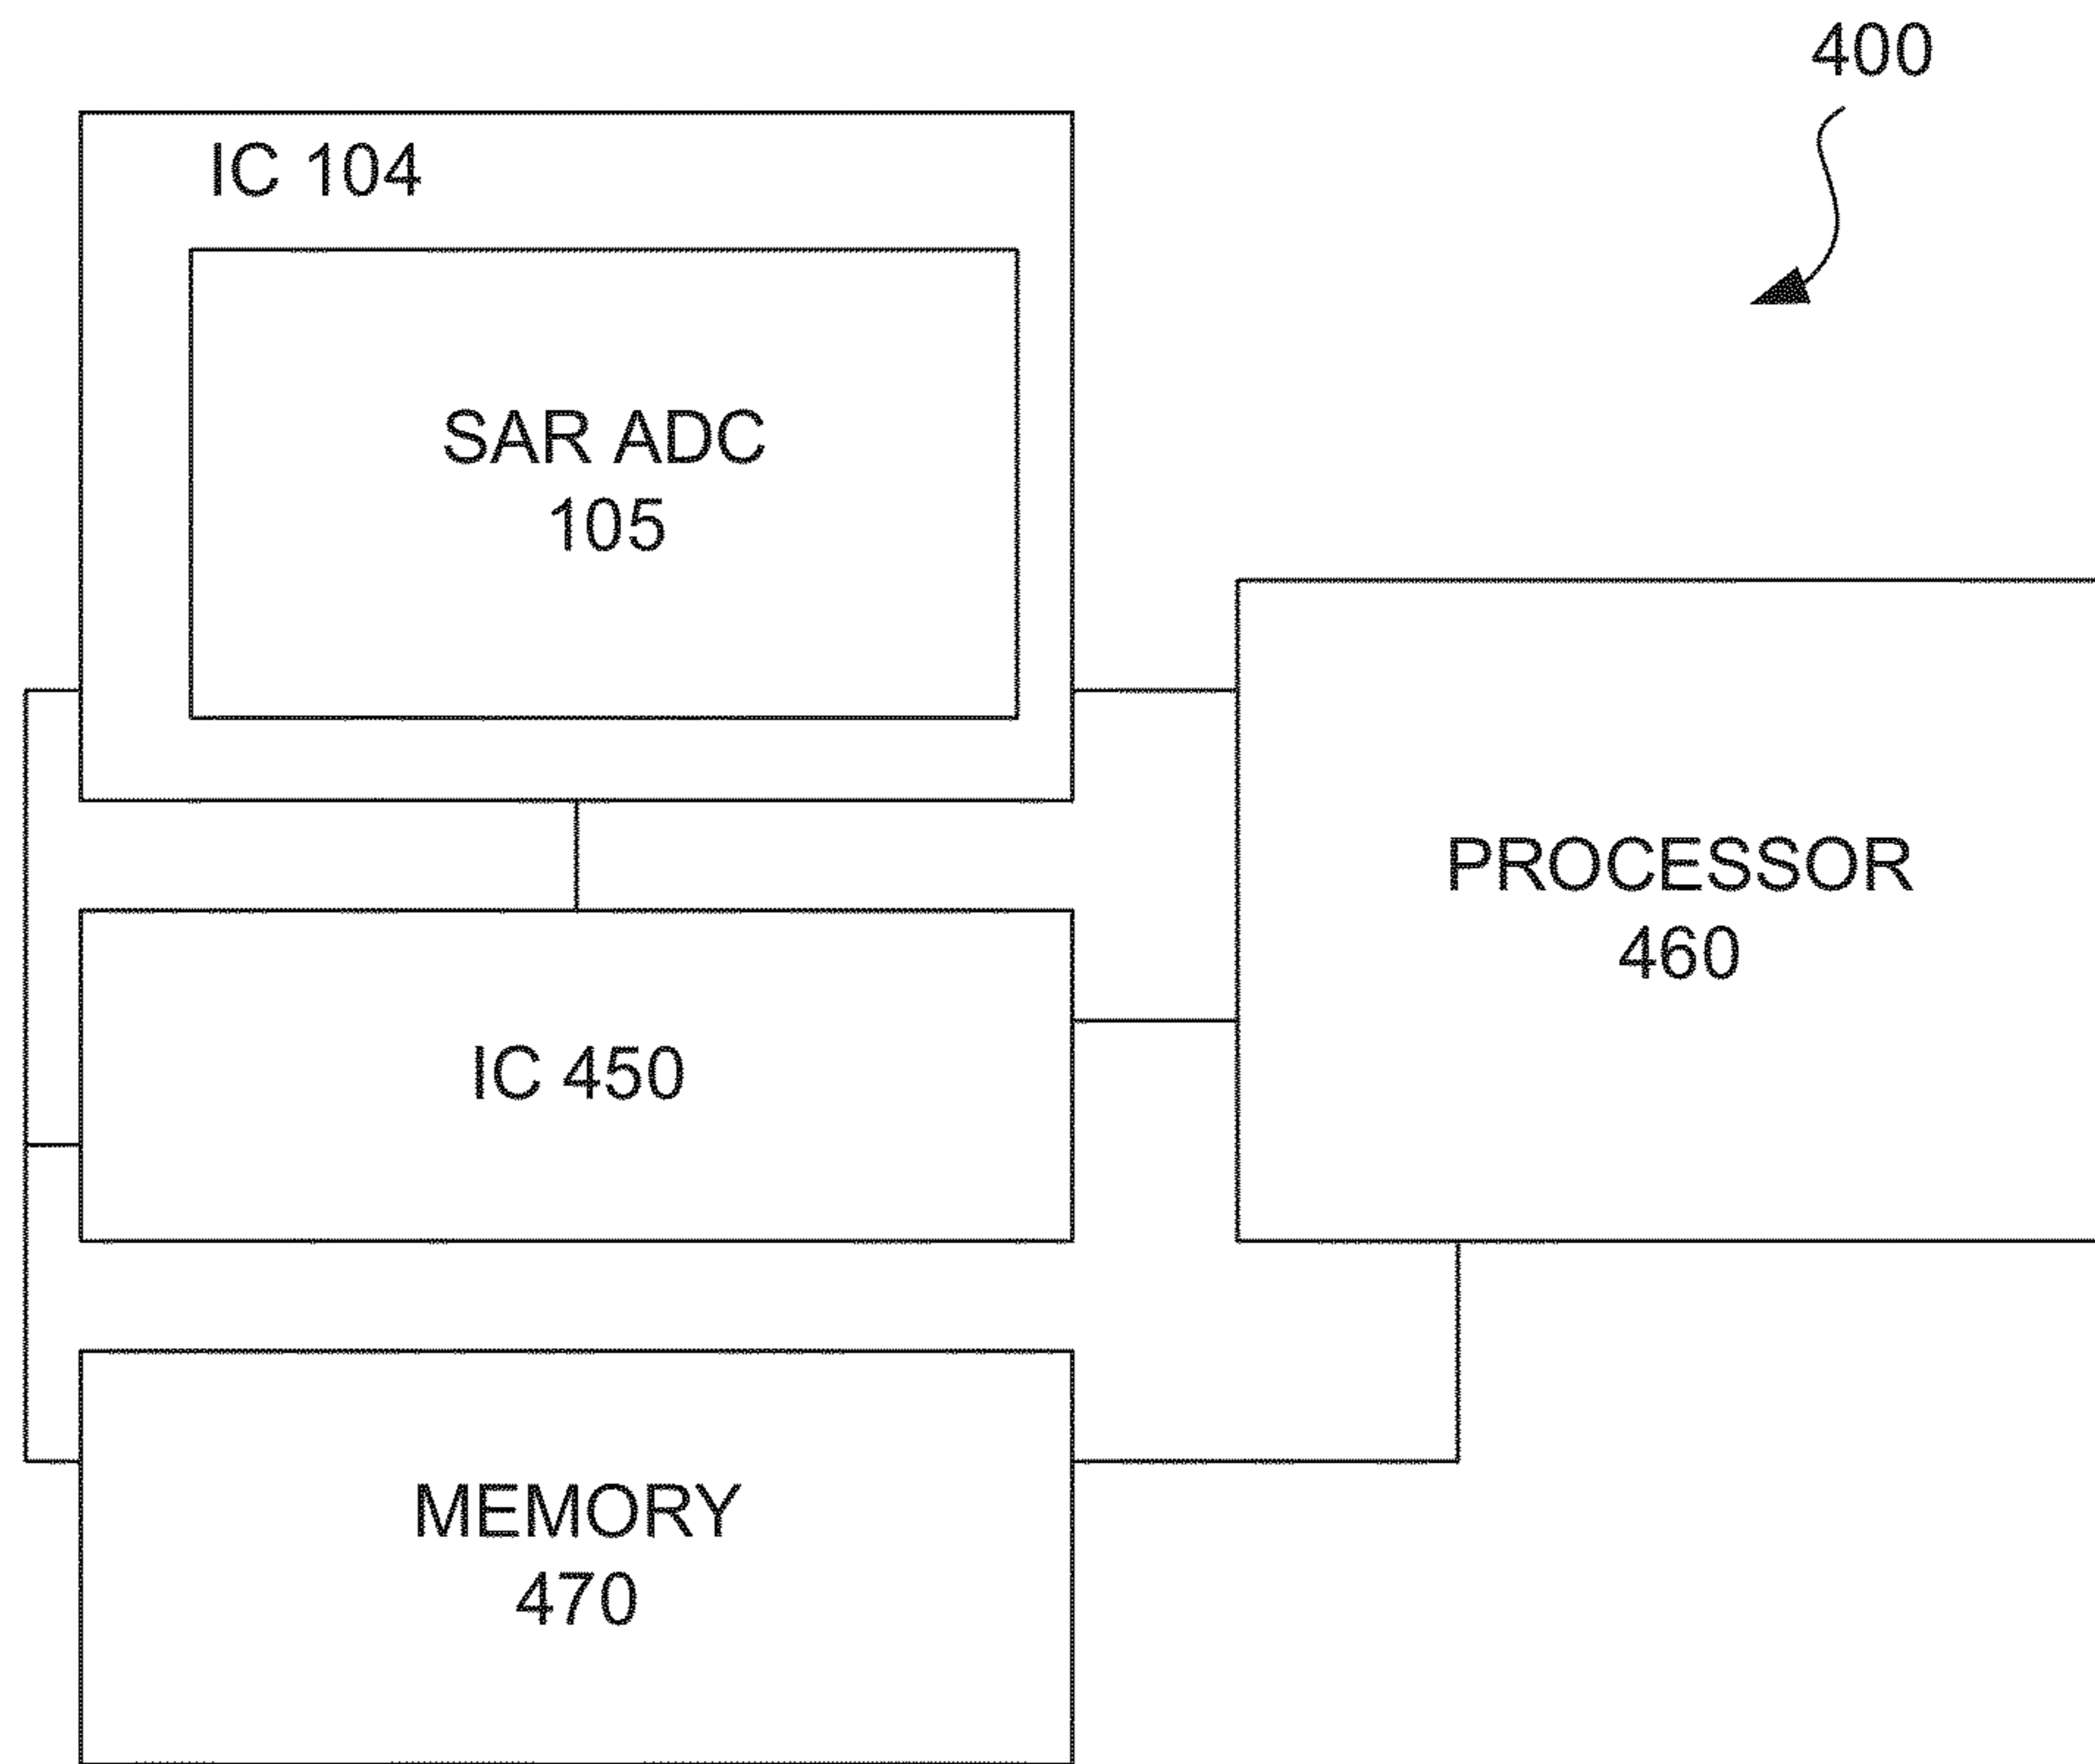 400
IC 104
SAR ADC
105
PROCESSOR
460
IC 450
MEMORY
470